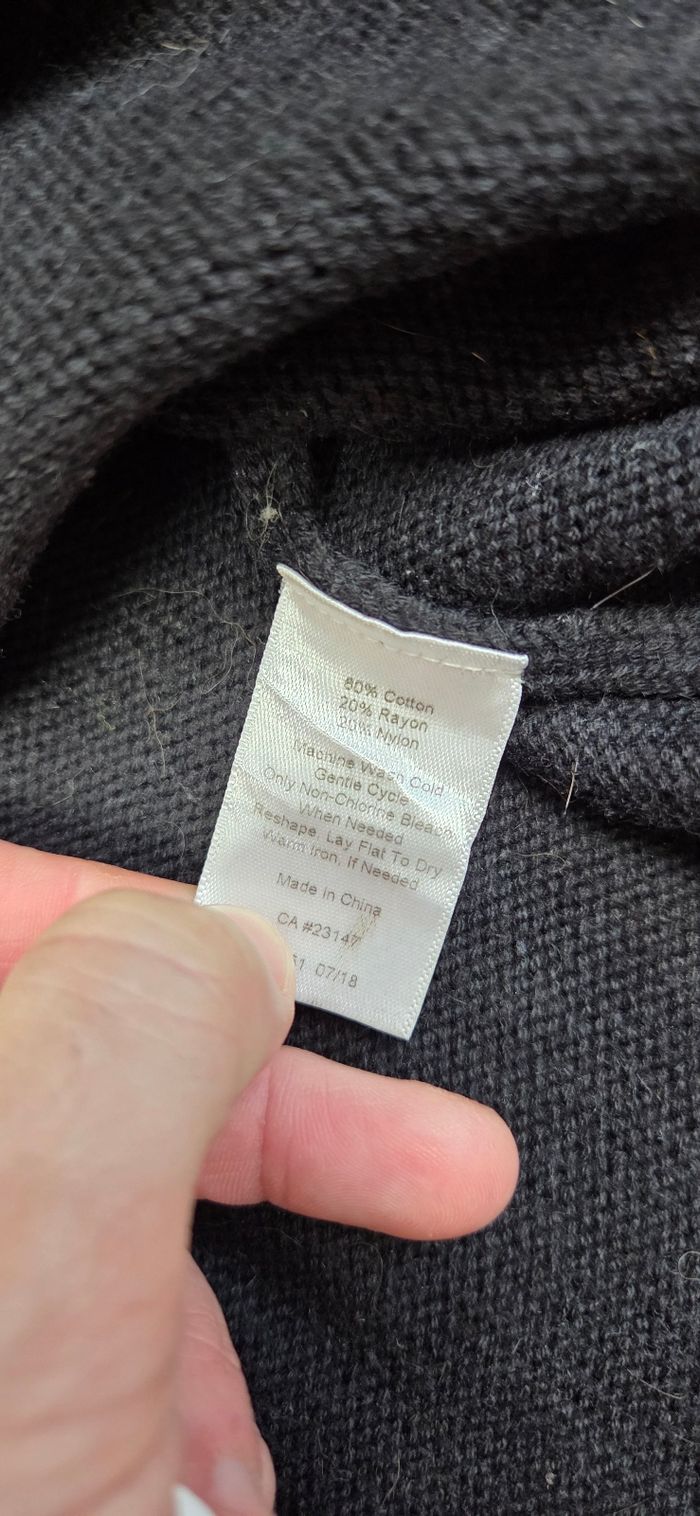 60% Cotton
20% Rayon
20% Nylon
Machine Wash Cold
Gentle Cycle
Only Non-Chlorine Bleach
When Needed
Reshape, Lay Flat To Dry
Warm Iron, If Needed
Made In China
CA #23147
07/18